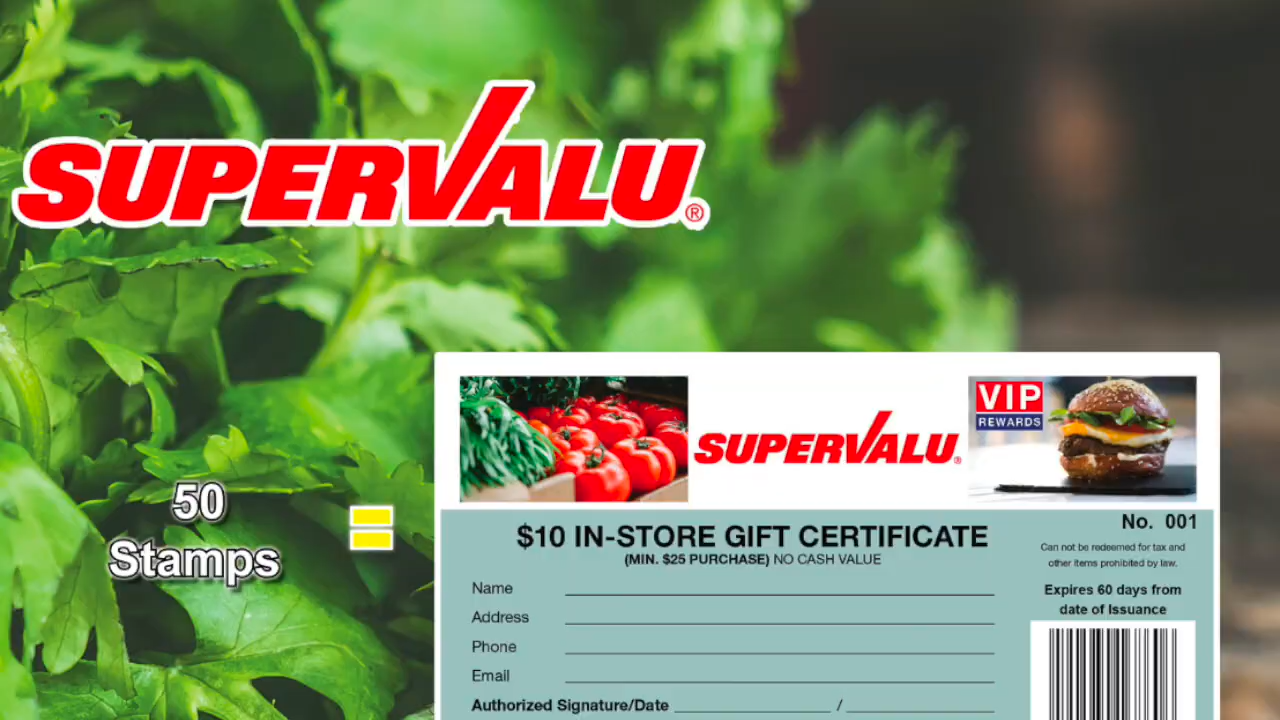 SUPERVALU®
50
Stamps
=
SUPERVALU®
VIP
REWARDS
No. 001
$10 IN-STORE GIFT CERTIFICATE
(MIN. $25 PURCHASE) NO CASH VALUE
Can not be redeemed for tax and
other items prohibited by law.
Expires 60 days from
date of Issuance
Name
Address
Phone
Email
Authorized Signature/Date /